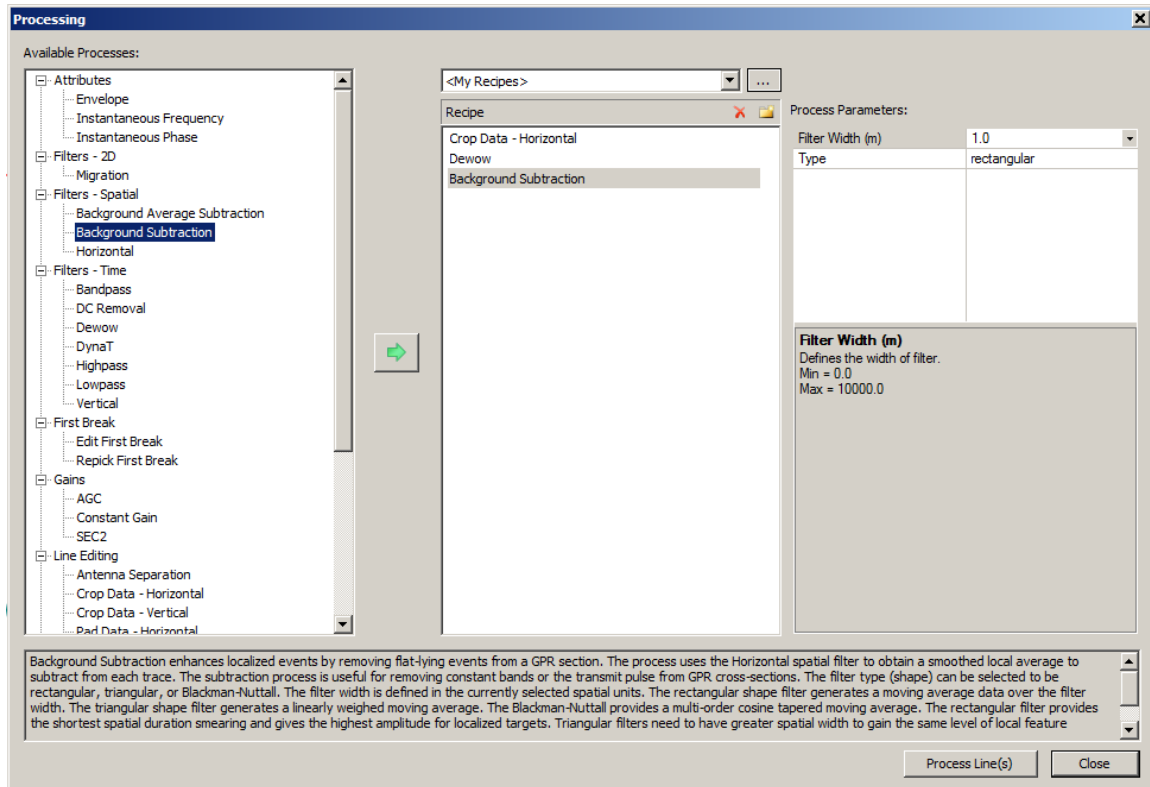 Processing
Available Processes:
Attributes
Envelope
Instantaneous Frequency
Instantaneous Phase
Filters - 2D
Migration
Filters - Spatial
Background Average Subtraction
Background Subtraction
Horizontal
Filters - Time
Bandpass
DC Removal
Dewow
DynaT
Highpass
Lowpass
Vertical
First Break
Edit First Break
Repick First Break
Gains
AGC
Constant Gain
SEC2
Line Editing
Antenna Separation
Crop Data - Horizontal
Crop Data - Vertical
Pad Data - Horizontal
<My Recipes>
...
Recipe
Crop Data - Horizontal
Dewow
Background Subtraction
Process Parameters:
Filter Width (m) 1.0
Type rectangular
Filter Width (m)
Defines the width of filter.
Min = 0.0
Max = 10000.0
Background Subtraction enhances localized events by removing flat-lying events from a GPR section. The process uses the Horizontal spatial filter to obtain a smoothed local average to
subtract from each trace. The subtraction process is useful for removing constant bands or the transmit pulse from GPR cross-sections. The filter type (shape) can be selected to be
rectangular, triangular, or Blackman-Nuttall. The filter width is defined in the currently selected spatial units. The rectangular shape filter generates a moving average data over the filter
width. The triangular shape filter generates a linearly weighed moving average. The Blackman-Nuttall provides a multi-order cosine tapered moving average. The rectangular filter provides
the shortest spatial duration smearing and gives the highest amplitude for localized targets. Triangular filters need to have greater spatial width to gain the same level of local feature
Process Line(s)
Close